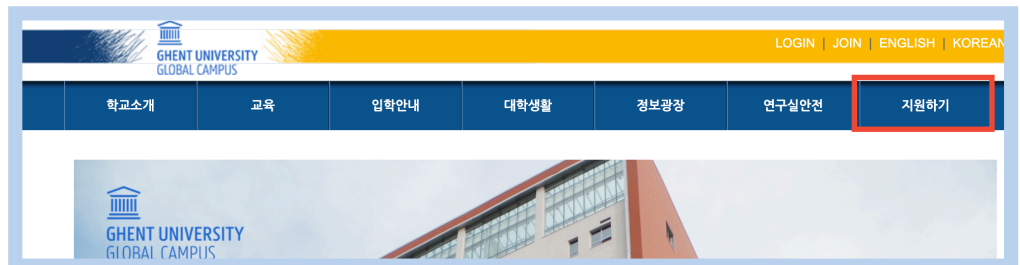 GHENT UNIVERSITY
GLOBAL CAMPUS
LOGIN | JOIN | ENGLISH | KOREAN
학교소개 교육 입학안내 대학생활 정보광장 연구실안전 지원하기
GHENT UNIVERSITY
GLOBAL CAMPUS